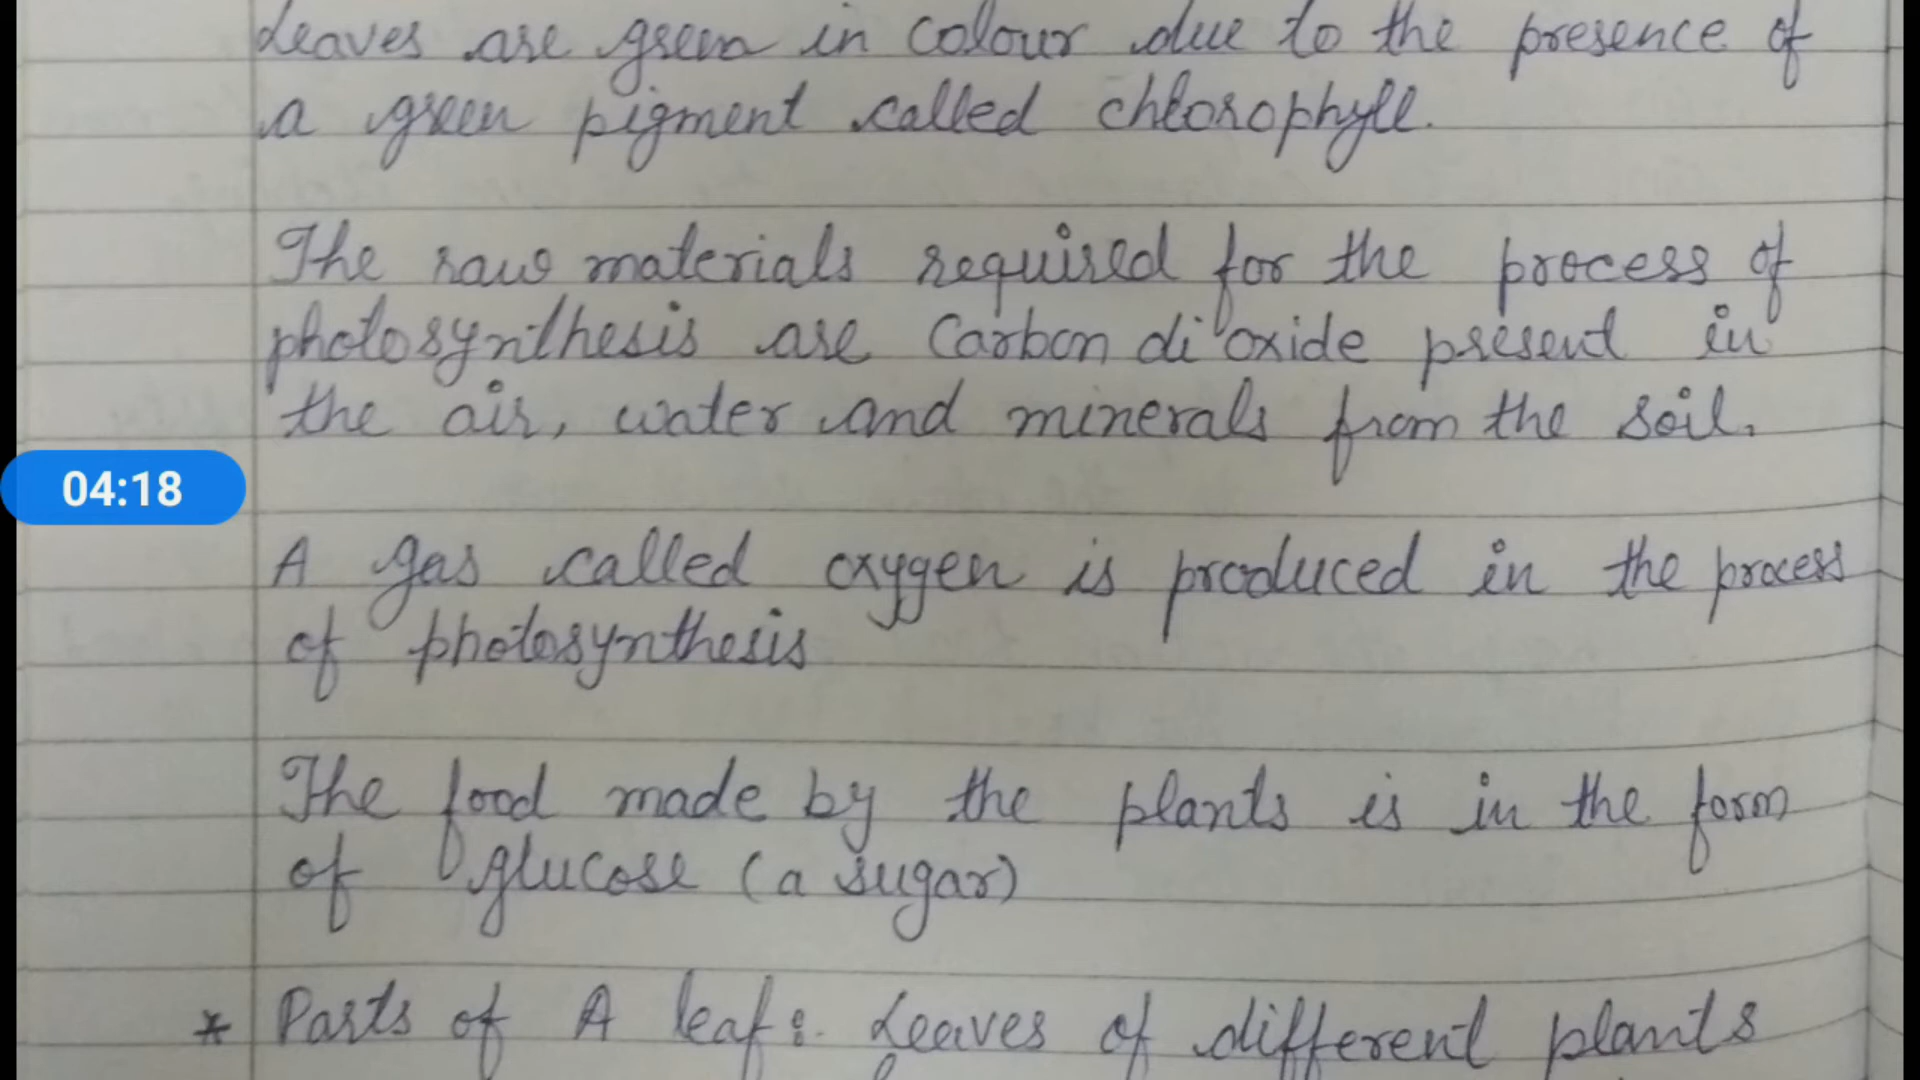 Leaves are green in colour due to the presence of
a green pigment called chlorophyll.
The raw materials required for the process of
photosynthesis are Carbon dioxide present in
the air, water and minerals from the soil.
04:18
A gas called oxygen is produced in the process
of photosynthesis
The food made by the plants is in the form
of glucose (a sugar)
* Parts of A leaf:. Leaves of different plants